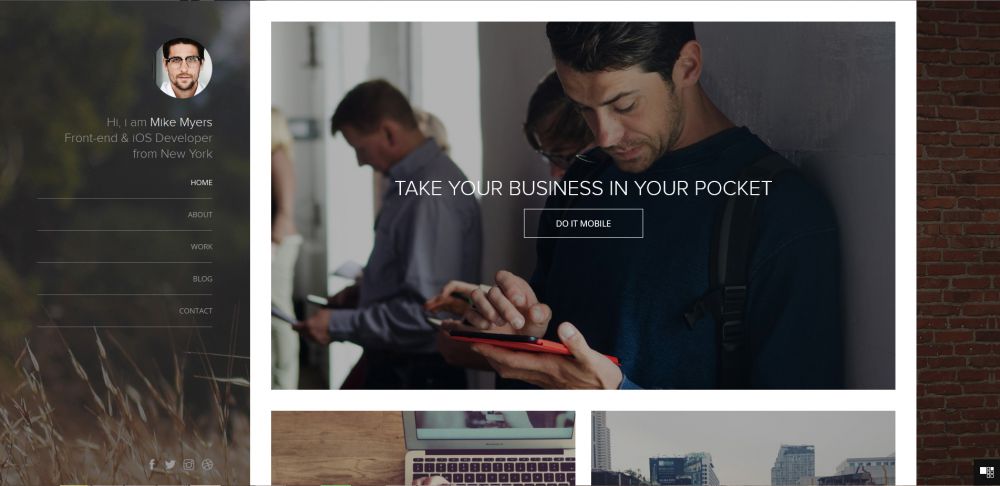 Hi, i am Mike Myers
Front-end & iOS Developer
from New York
HOME
ABOUT
WORK
BLOG
CONTACT
TAKE YOUR BUSINESS IN YOUR POCKET
DO IT MOBILE